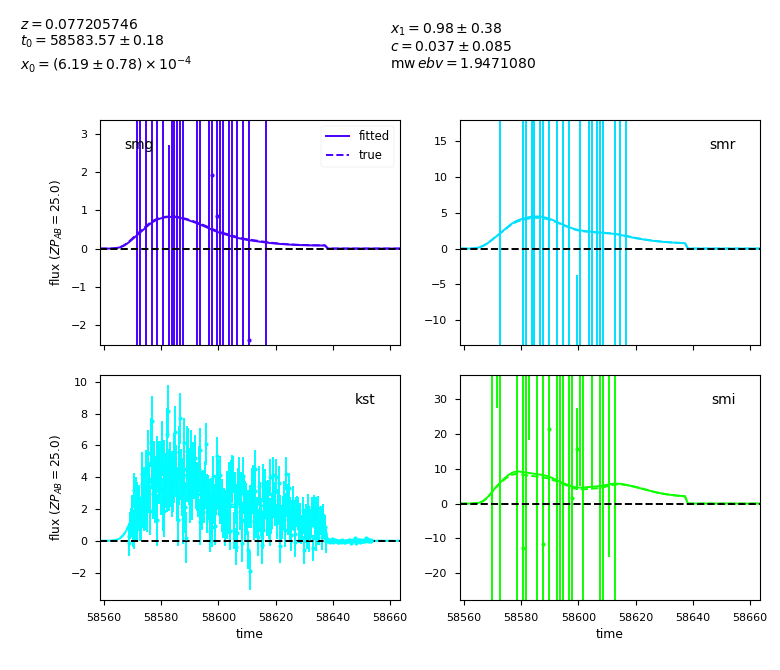 z = 0.077205746
t₀ = 58583.57 ± 0.18
x₀ = (6.19 ± 0.78) × 10⁻⁴
x₁ = 0.98 ± 0.38
c = 0.037 ± 0.085
mw ebv = 1.9471080
smg
fitted
true
3
2
1
0
−1
−2
flux (ZP_AB = 25.0)
smr
15
10
5
0
−5
−10
kst
10
8
6
4
2
0
−2
flux (ZP_AB = 25.0)
58560 58580 58600 58620 58640 58660
time
smi
30
20
10
0
−10
−20
58560 58580 58600 58620 58640 58660
time